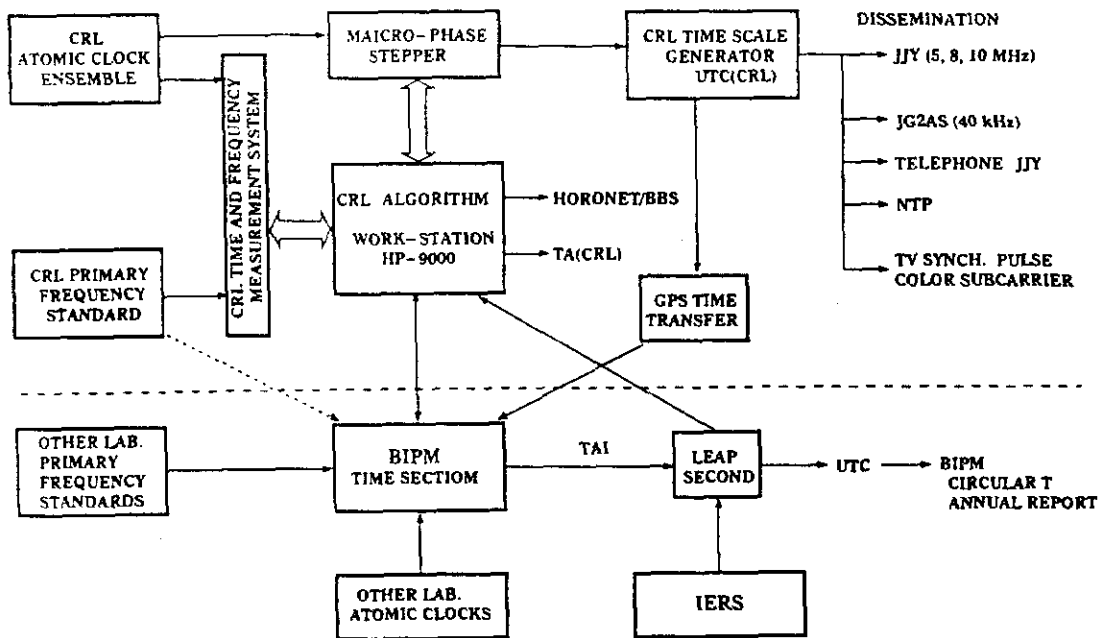 CRL
ATOMIC CLOCK
ENSEMBLE
MAICRO-PHASE
STEPPER
CRL TIME SCALE
GENERATOR
UTC(CRL)
DISSEMINATION
JJY (5, 8, 10 MHz)
JG2AS (40 kHz)
TELEPHONE JJY
NTP
TV SYNCH. PULSE
COLOR SUBCARRIER
CRL TIME AND FREQUENCY
MEASUREMENT SYSTEM
CRL ALGORITHM
WORK-STATION
HP-9000
HORONET/BBS
TA(CRL)
CRL PRIMARY
FREQUENCY
STANDARD
GPS TIME
TRANSFER
OTHER LAB.
PRIMARY
FREQUENCY
STANDARDS
BIPM
TIME SECTIOM
TAI
LEAP
SECOND
UTC
BIPM
CIRCULAR T
ANNUAL REPORT
OTHER LAB.
ATOMIC CLOCKS
IERS